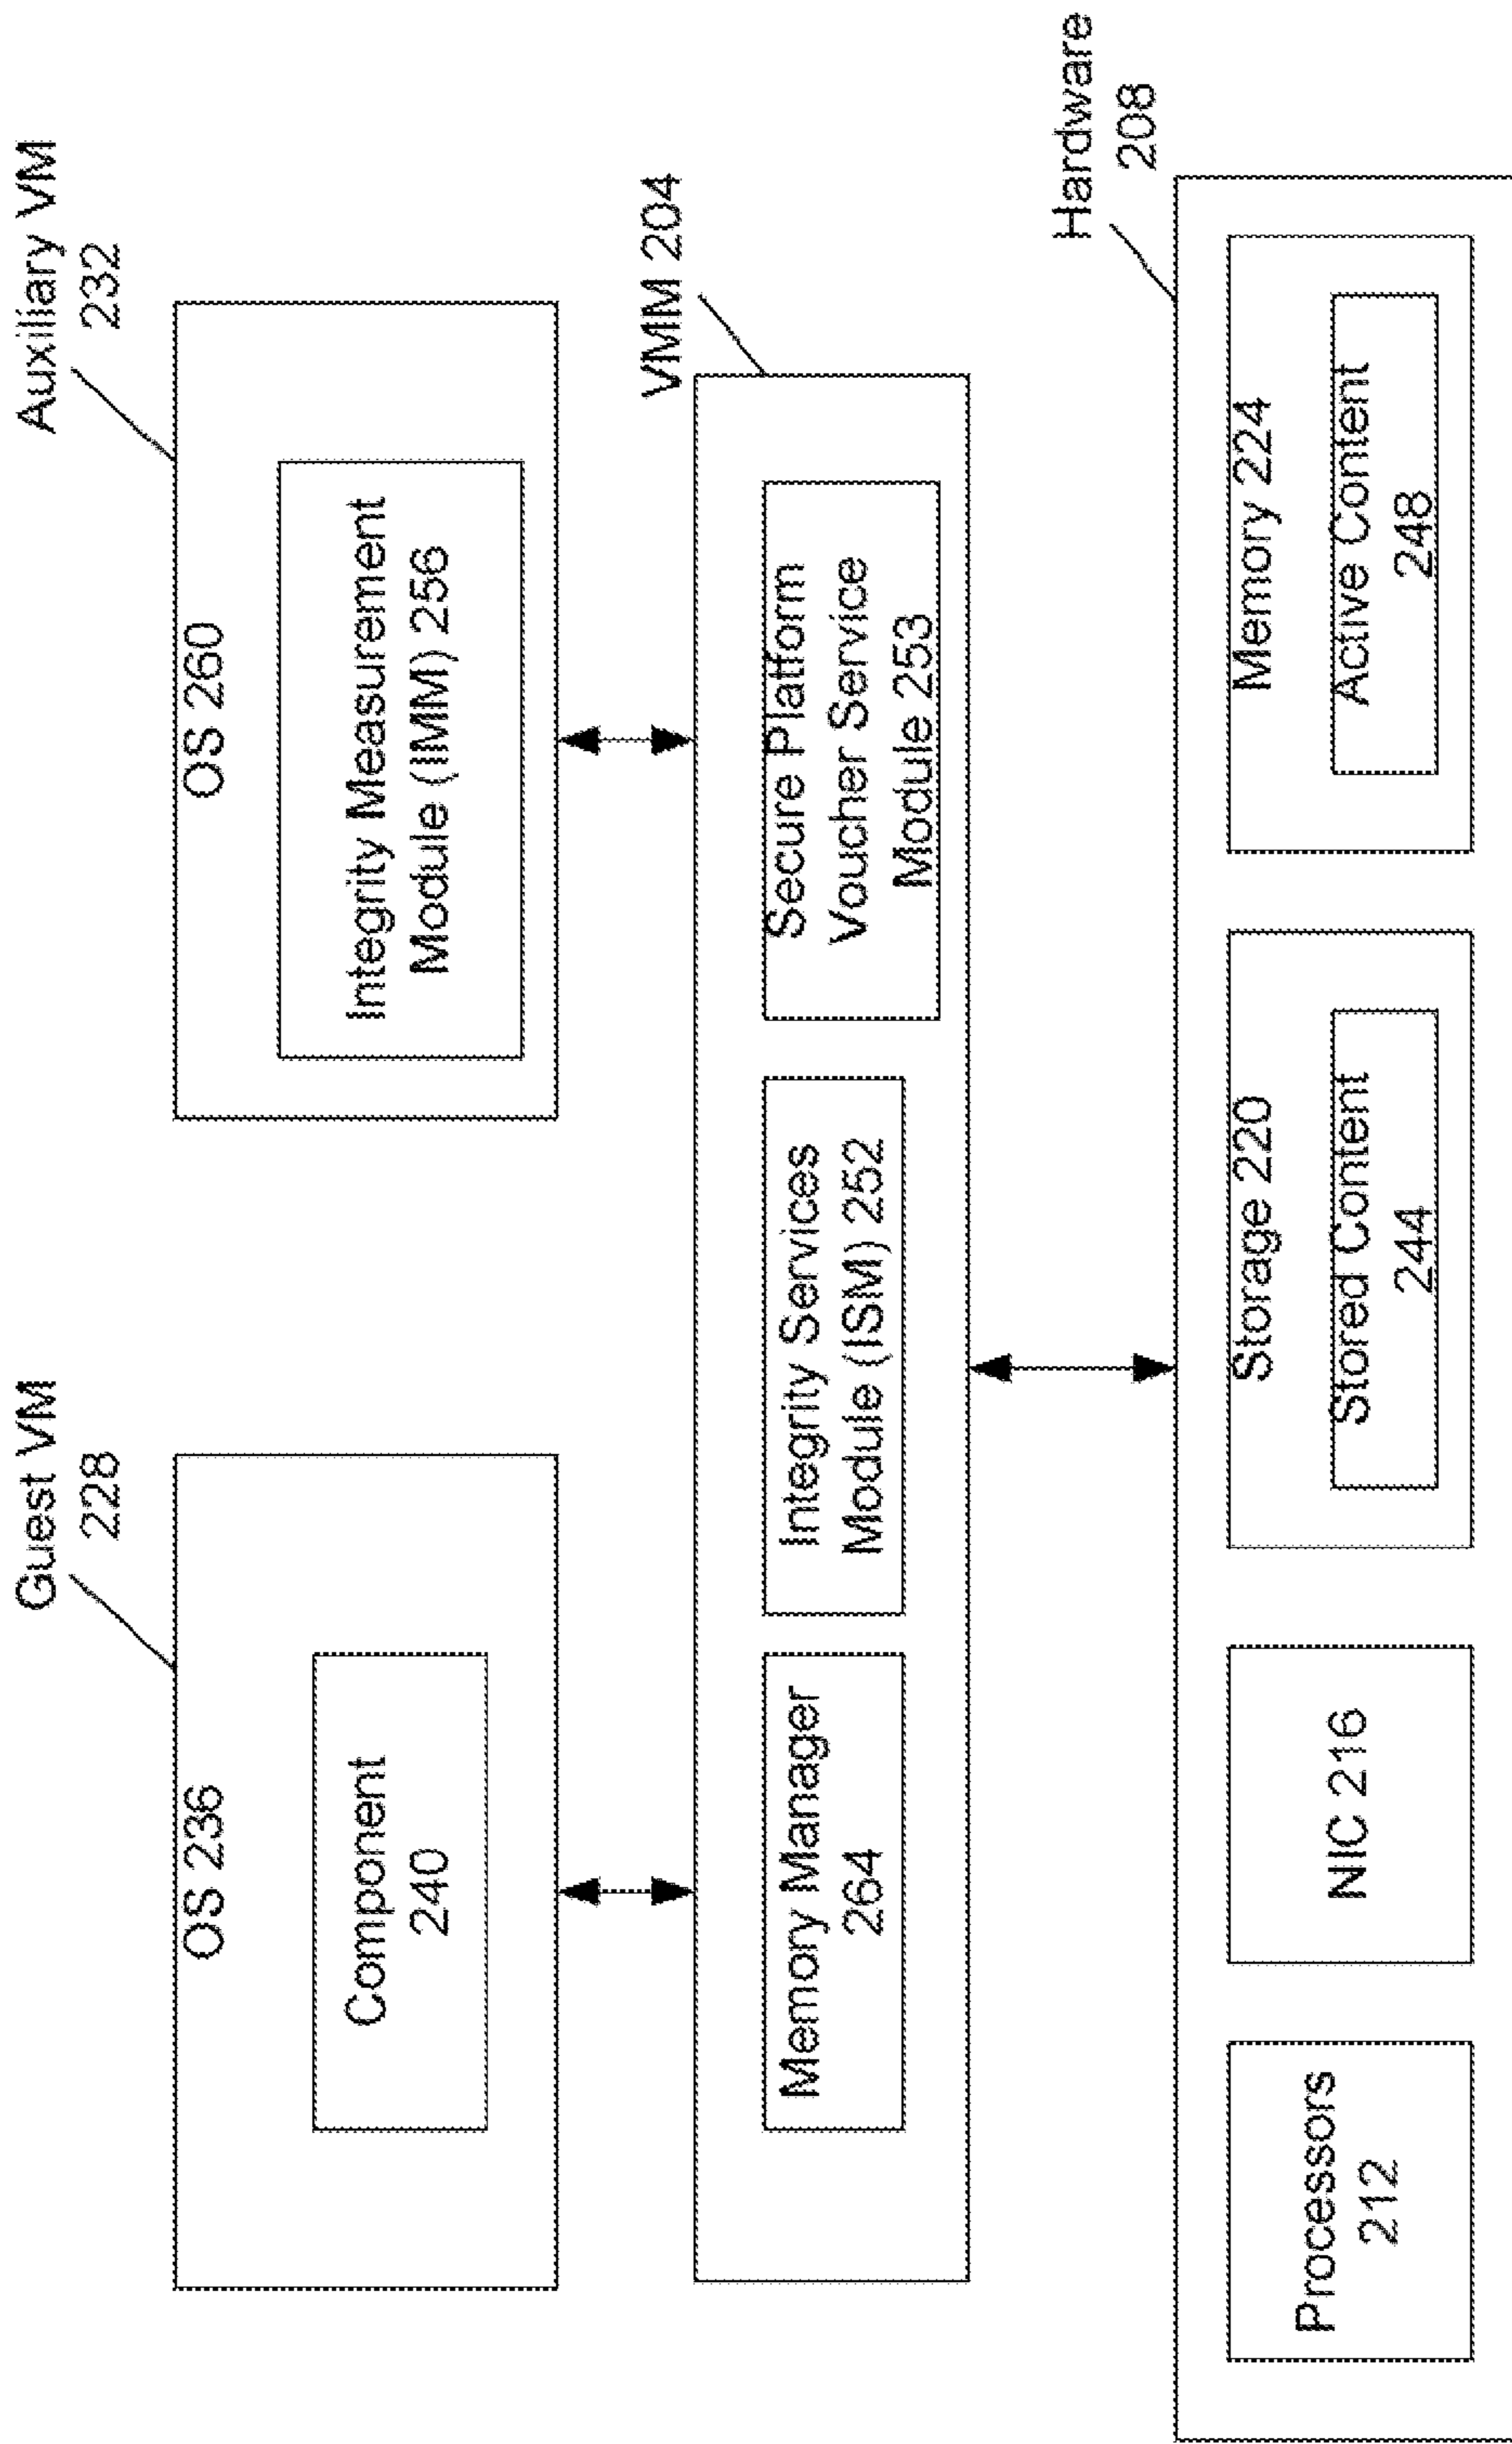 Guest VM
228
Auxiliary VM
232
OS 236
Component
240
OS 260
Integrity Measurement
Module (IMM) 256
VMM 204
Memory Manager
264
Integrity Services
Module (ISM) 252
Secure Platform
Voucher Service
Module 253
Hardware
208
Processors
212
NIC 216
Storage 220
Stored Content
244
Memory 224
Active Content
248